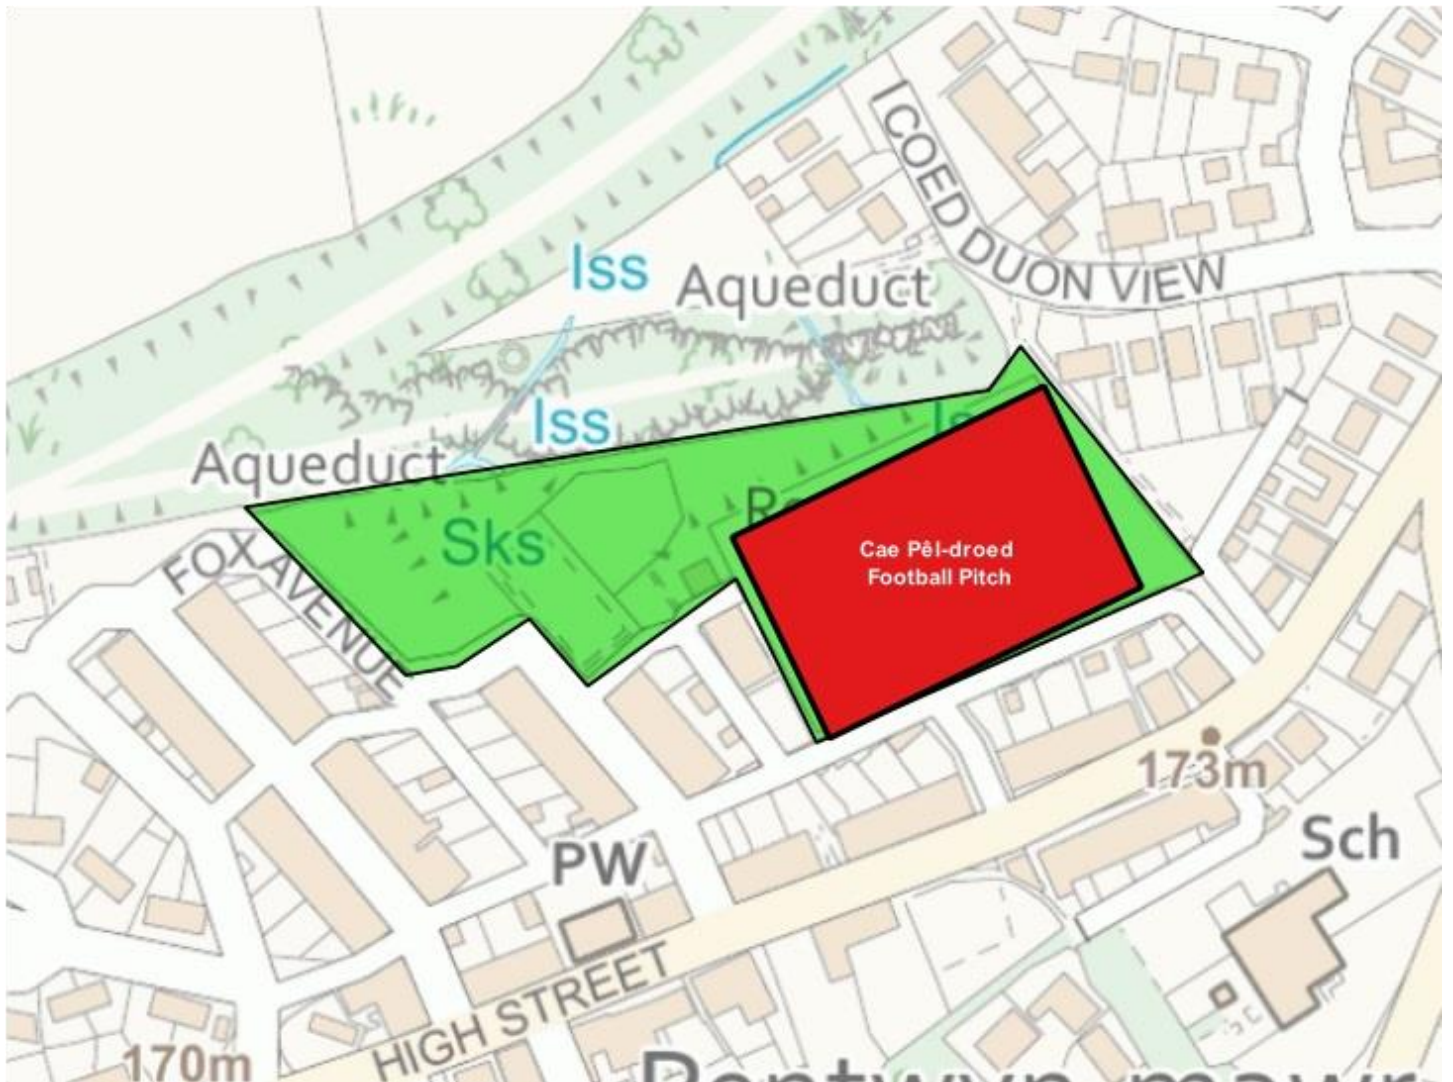 COED DUON VIEW
Iss
Aqueduct
Iss
Aqueduct
Sks
FOX AVENUE
Cae Pêl-droed
Football Pitch
173m
Sch
PW
HIGH STREET
170m